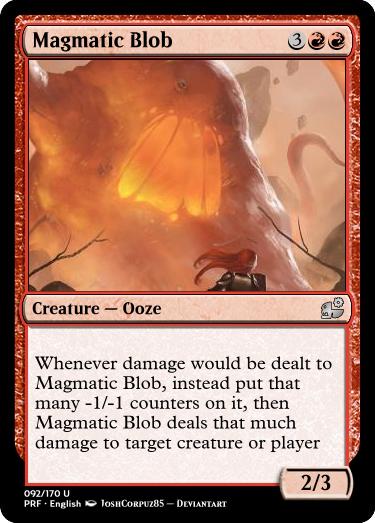 Magmatic Blob 3
Creature — Ooze
Whenever damage would be dealt to
Magmatic Blob, instead put that
many -1/-1 counters on it, then
Magmatic Blob deals that much
damage to target creature or player
2/3
092/170 U
PRF • English JoshCorpuz85 — Deviantart